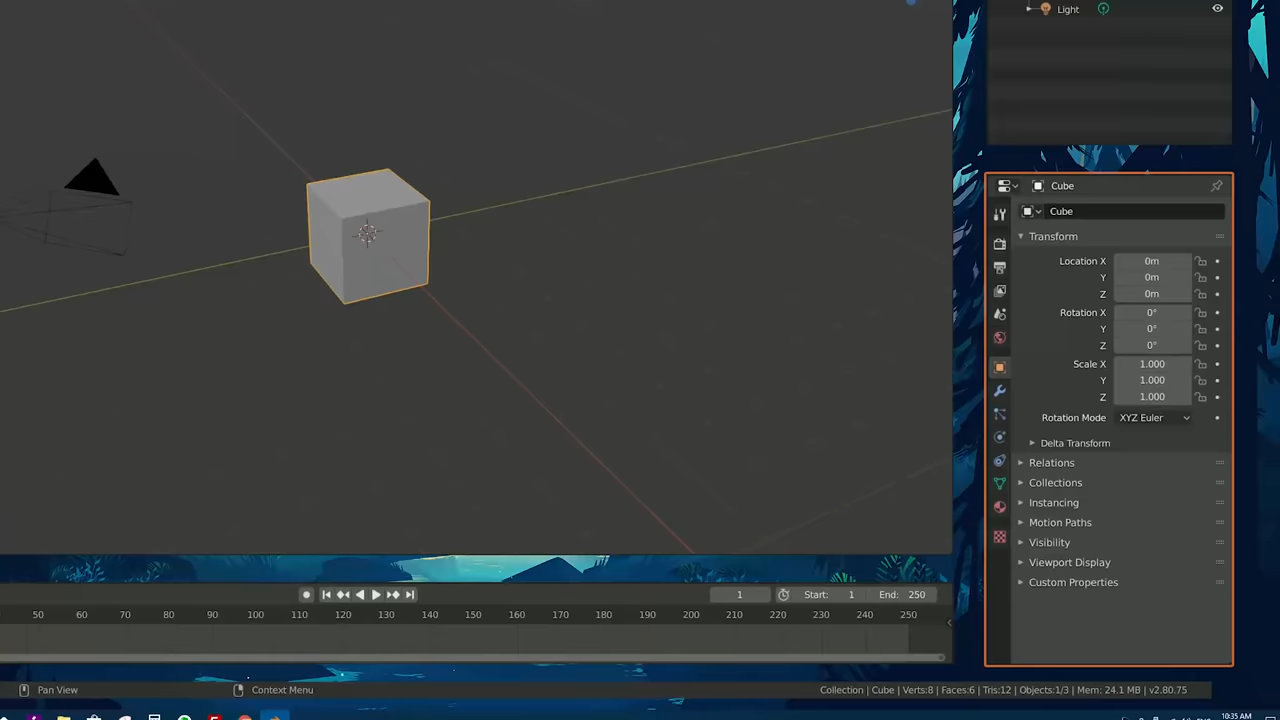 Light
Cube
Cube
Transform
Location X 0m
Y 0m
Z 0m
Rotation X 0°
Y 0°
Z 0°
Scale X 1.000
Y 1.000
Z 1.000
Rotation Mode XYZ Euler
Delta Transform
Relations
Collections
Instancing
Motion Paths
Visibility
Viewport Display
Custom Properties
1 Start: 1 End: 250
50 60 70 80 90 100 110 120 130 140 150 160 170 180 190 200 210 220 230 240 250
Pan View Context Menu Collection | Cube | Verts:8 | Faces:6 | Tris:12 | Objects:1/3 | Mem: 24.1 MB | v2.80.75
10:35 AM